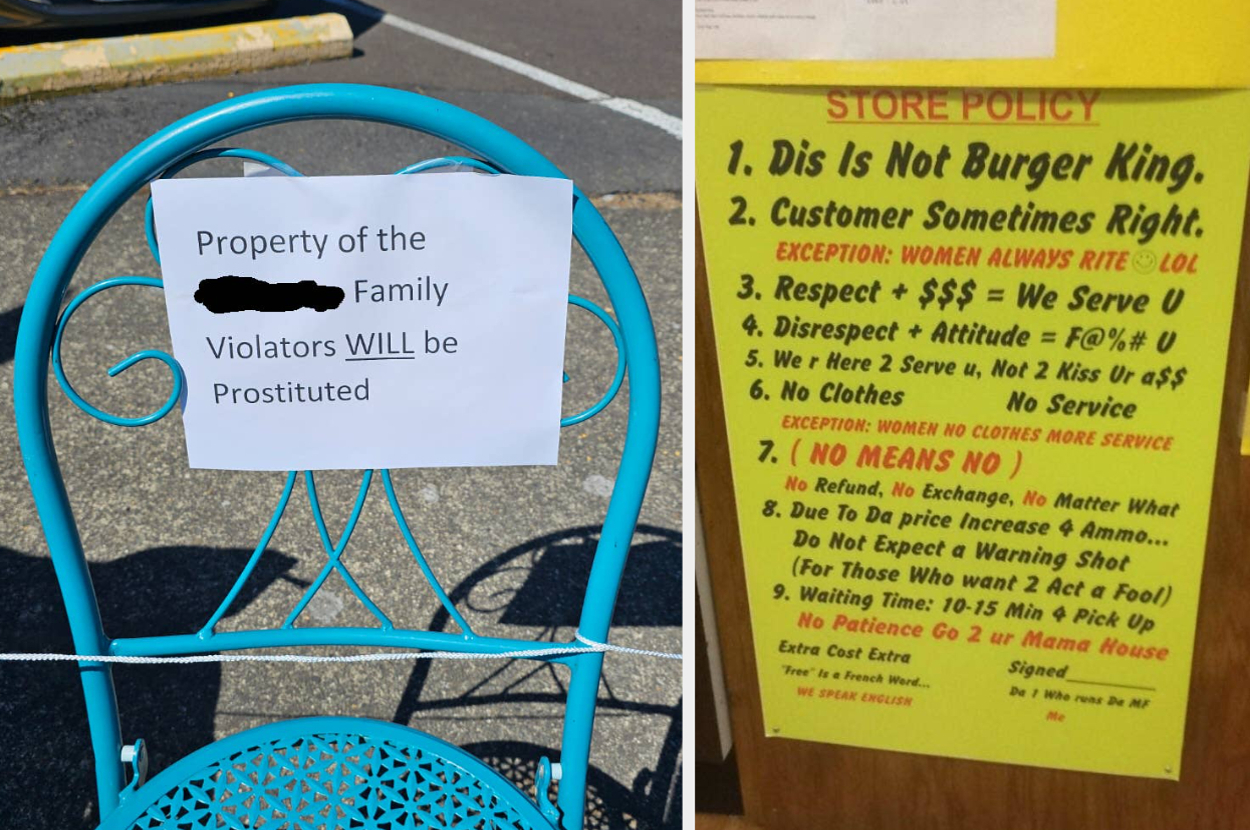 Property of the
Family
Violators WILL be
Prostituted
STORE POLICY
1. Dis Is Not Burger King.
2. Customer Sometimes Right.
EXCEPTION: WOMEN ALWAYS RITE LOL
3. Respect + $$$ = We Serve U
4. Disrespect + Attitude = F@%# U
5. We r Here 2 Serve u, Not 2 Kiss Ur a$$
6. No Clothes No Service
EXCEPTION: WOMEN NO CLOTHES MORE SERVICE
7. ( NO MEANS NO )
No Refund, No Exchange, No Matter What
8. Due To Da price Increase 4 Ammo...
Do Not Expect a Warning Shot
(For Those Who want 2 Act a Fool)
9. Waiting Time: 10-15 Min 4 Pick Up
No Patience Go 2 ur Mama House
Extra Cost Extra
"Free" Is a French Word...
WE SPEAK ENGLISH
Signed
Da 1 Who runs Da MF
Me